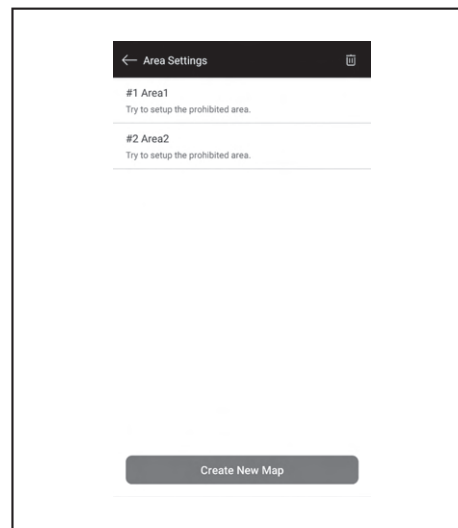 Area Settings
#1 Area1
Try to setup the prohibited area.
#2 Area2
Try to setup the prohibited area.
Create New Map